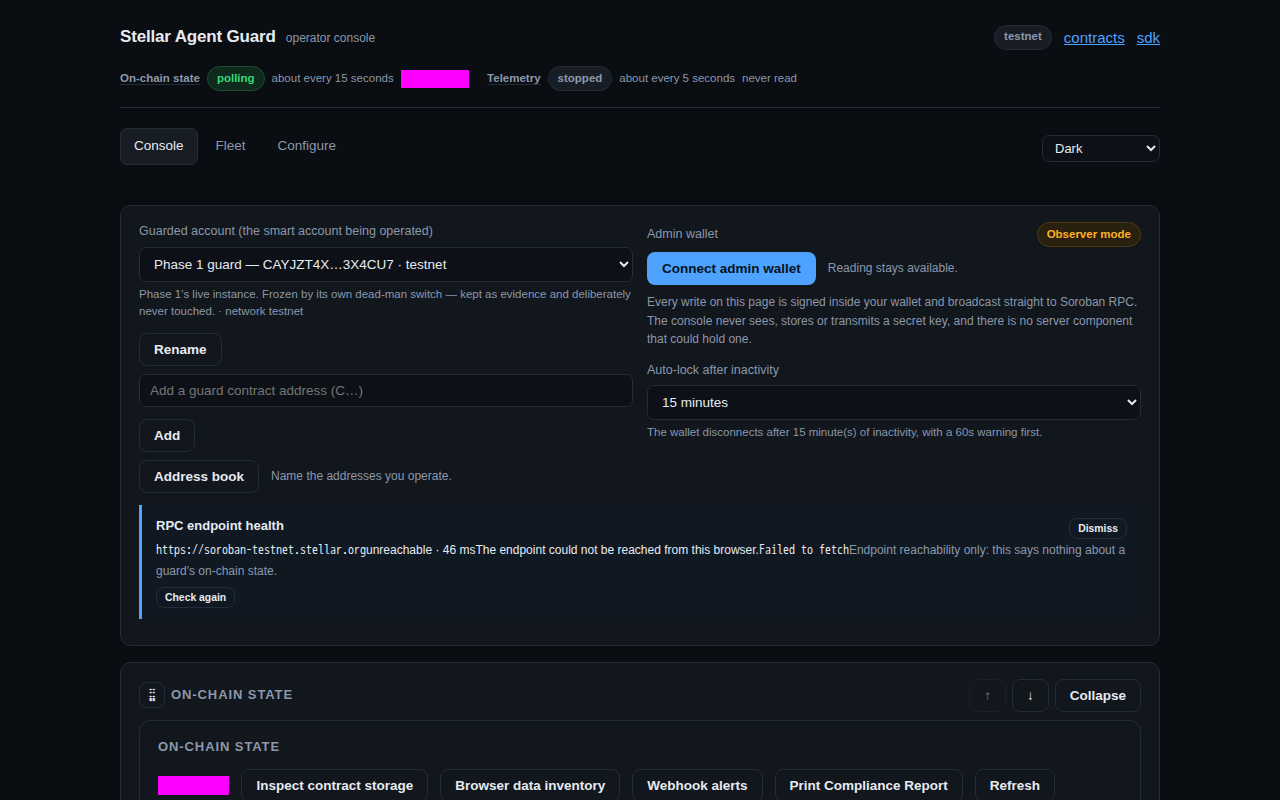 Stellar Agent Guard operator console testnet contracts sdk
On-chain state polling about every 15 seconds Telemetry stopped about every 5 seconds never read
Console Fleet Configure Dark
Guarded account (the smart account being operated)
Phase 1 guard — CAYJZT4X…3X4CU7 · testnet
Phase 1's live instance. Frozen by its own dead-man switch — kept as evidence and deliberately
never touched. · network testnet
Rename
Add a guard contract address (C…)
Add
Address book Name the addresses you operate.
Admin wallet Observer mode
Connect admin wallet Reading stays available.
Every write on this page is signed inside your wallet and broadcast straight to Soroban RPC.
The console never sees, stores or transmits a secret key, and there is no server component
that could hold one.
Auto-lock after inactivity
15 minutes
The wallet disconnects after 15 minute(s) of inactivity, with a 60s warning first.
RPC endpoint health Dismiss
https://soroban-testnet.stellar.orgunreachable · 46 msThe endpoint could not be reached from this browser.Failed to fetchEndpoint reachability only: this says nothing about a
guard's on-chain state.
Check again
ON-CHAIN STATE ↑ ↓ Collapse
ON-CHAIN STATE
Inspect contract storage Browser data inventory Webhook alerts Print Compliance Report Refresh